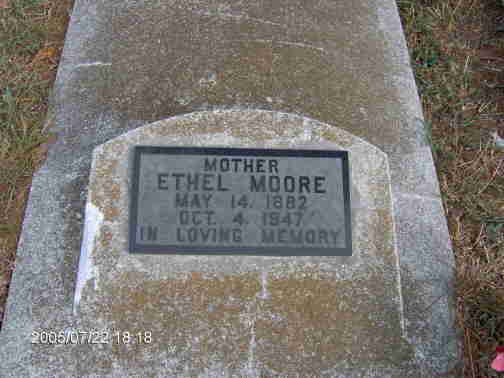 MOTHER
ETHEL MOORE
MAY 14, 1882
OCT. 4, 1947
IN LOVING MEMORY
2005/07/22 18:18